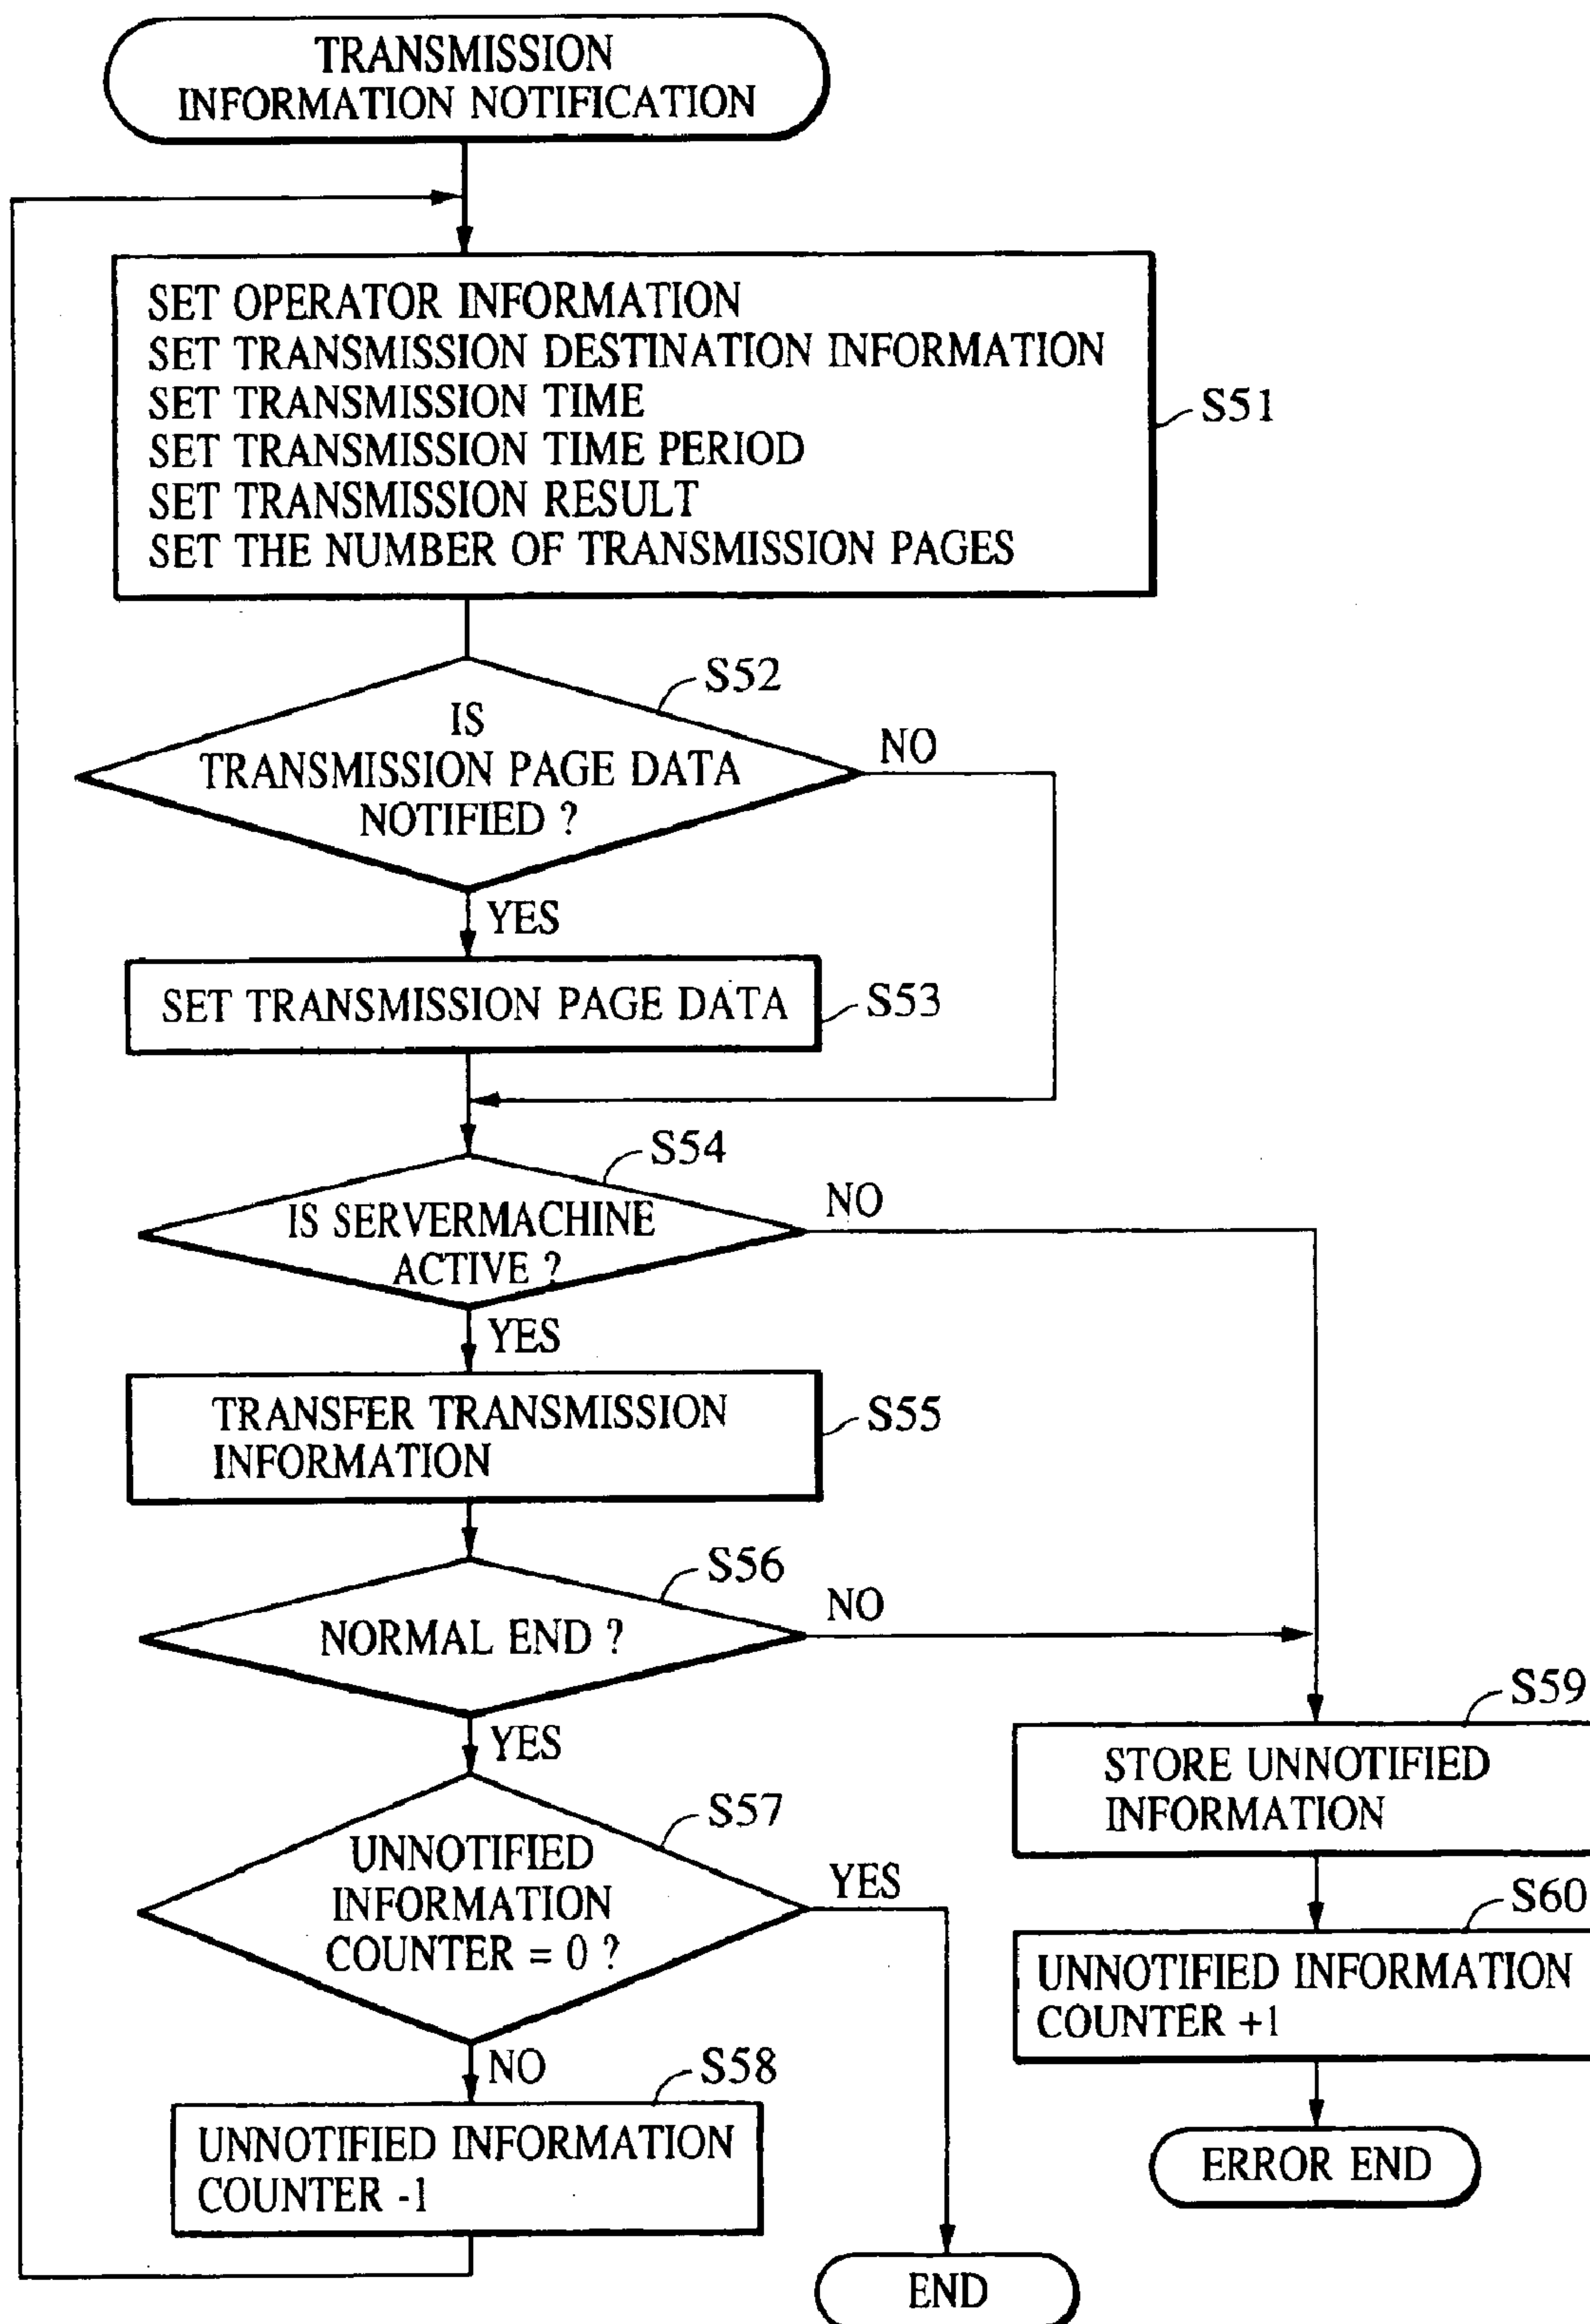 TRANSMISSION
INFORMATION NOTIFICATION
SET OPERATOR INFORMATION
SET TRANSMISSION DESTINATION INFORMATION
SET TRANSMISSION TIME
SET TRANSMISSION TIME PERIOD
SET TRANSMISSION RESULT
SET THE NUMBER OF TRANSMISSION PAGES
S51
S52
IS
TRANSMISSION PAGE DATA
NOTIFIED ?
NO
YES
SET TRANSMISSION PAGE DATA
S53
S54
IS SERVERMACHINE
ACTIVE ?
NO
YES
TRANSFER TRANSMISSION
INFORMATION
S55
S56
NORMAL END ?
NO
YES
S57
UNNOTIFIED
INFORMATION
COUNTER = 0 ?
YES
NO
S58
UNNOTIFIED INFORMATION
COUNTER -1
END
S59
STORE UNNOTIFIED
INFORMATION
S60
UNNOTIFIED INFORMATION
COUNTER +1
ERROR END